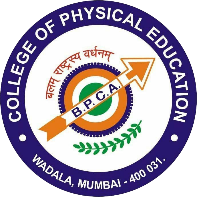 COLLEGE OF PHYSICAL EDUCATION
बलम् राष्ट्रस्य वर्धनम्
B.P.C.A.
WADALA, MUMBAI - 400 031.